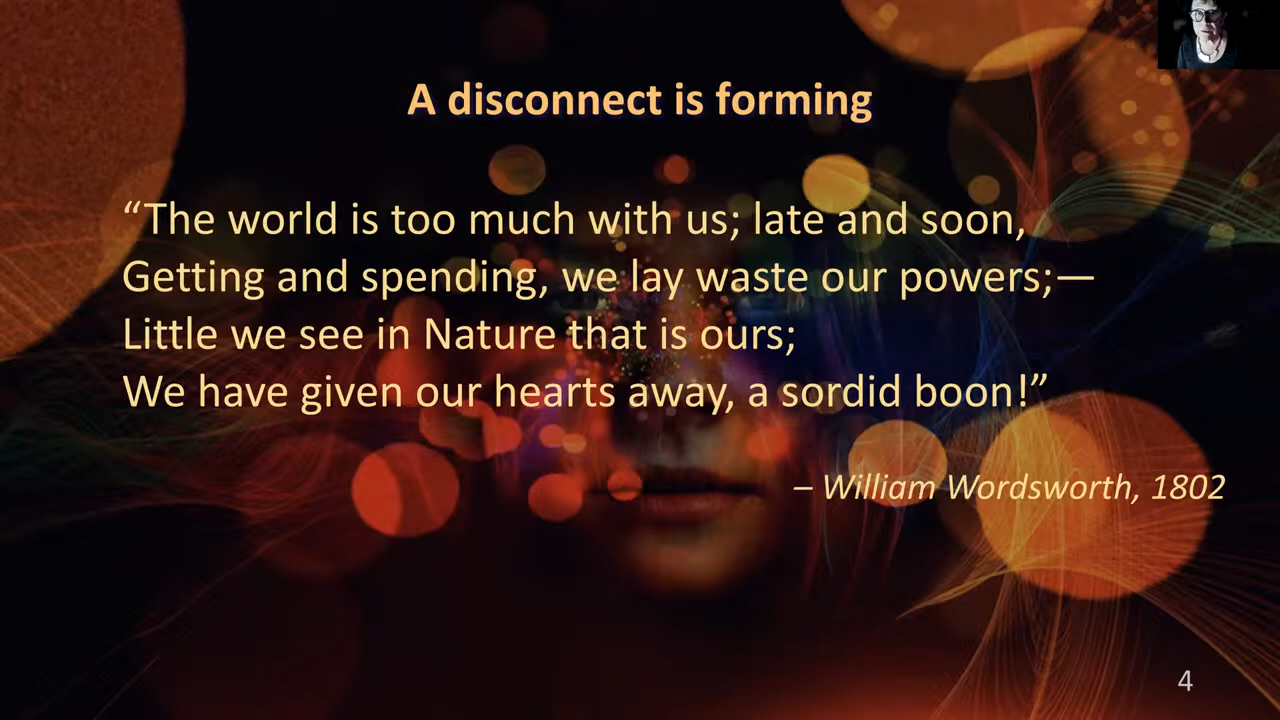 A disconnect is forming
“The world is too much with us; late and soon,
Getting and spending, we lay waste our powers;—
Little we see in Nature that is ours;
We have given our hearts away, a sordid boon!”
– William Wordsworth, 1802
4